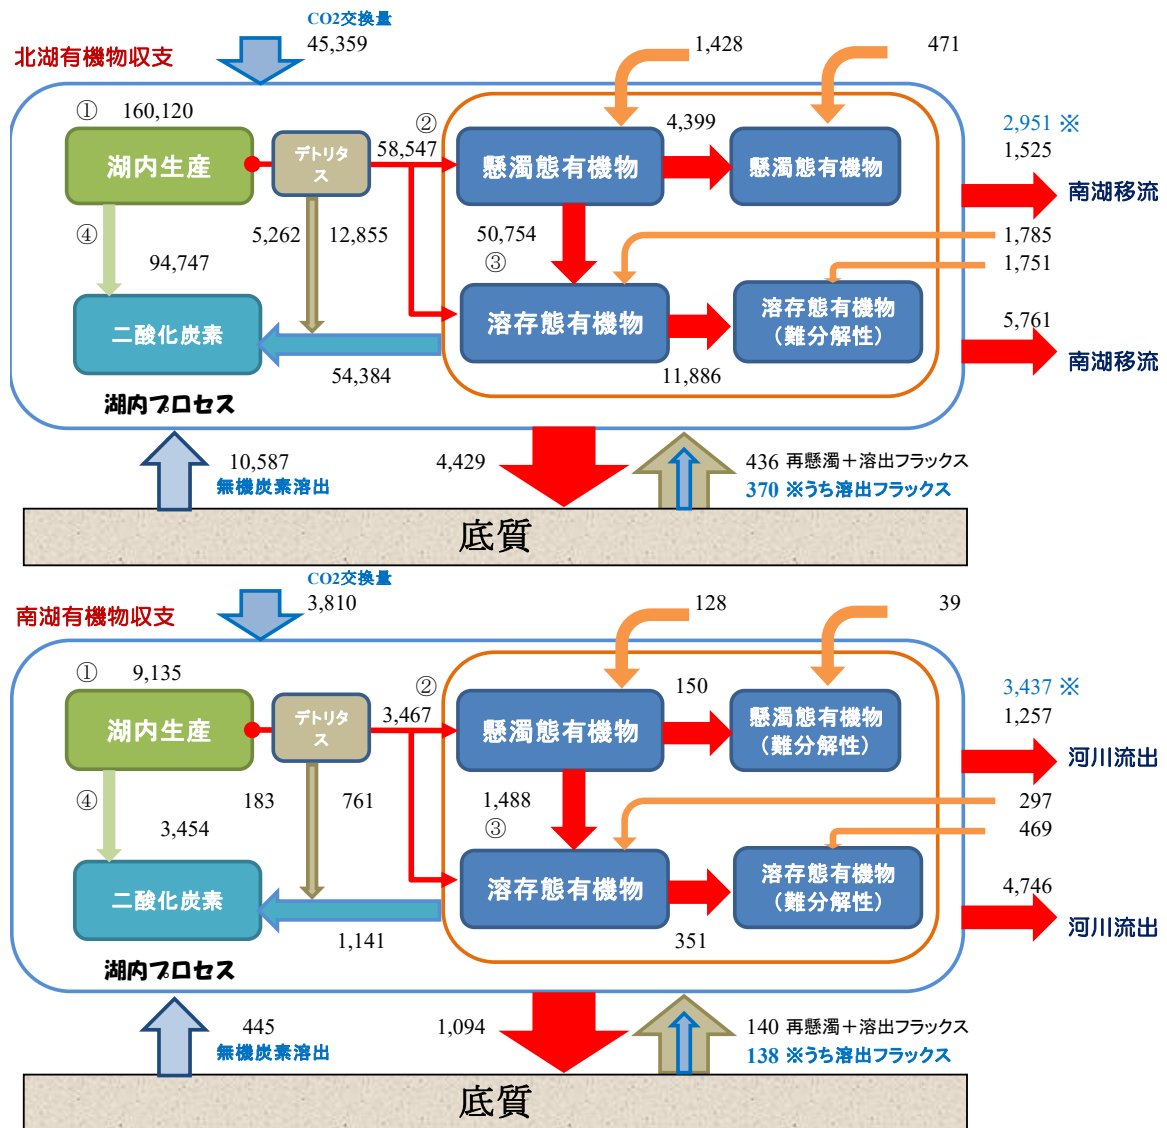 CO2交換量
45,359
1,428
471
北湖有機物収支
①
160,120
②
4,399
2,951 ※
1,525
湖内生産
デトリタ
ス
58,547
懸濁態有機物
懸濁態有機物
南湖移流
④
5,262
12,855
50,754
③
1,785
1,751
94,747
二酸化炭素
溶存態有機物
溶存態有機物
(難分解性)
5,761
南湖移流
54,384
11,886
湖内プロセス
10,587
無機炭素溶出
4,429
436 再懸濁＋溶出フラックス
370 ※うち溶出フラックス
底質
CO2交換量
3,810
128
39
南湖有機物収支
①
9,135
②
150
3,437 ※
1,257
湖内生産
デトリタ
ス
3,467
懸濁態有機物
懸濁態有機物
(難分解性)
河川流出
④
183
761
1,488
③
297
469
3,454
二酸化炭素
溶存態有機物
溶存態有機物
(難分解性)
4,746
河川流出
1,141
351
湖内プロセス
445
無機炭素溶出
1,094
140 再懸濁＋溶出フラックス
138 ※うち溶出フラックス
底質